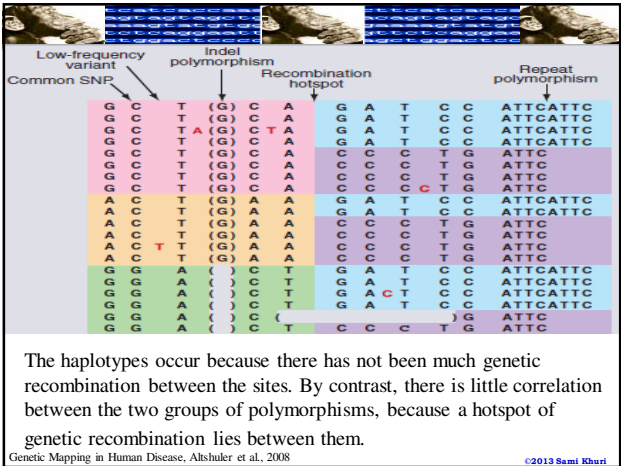 Low-frequency variant
Indel polymorphism
Common SNP
Recombination hotspot
Repeat polymorphism
G C T (G) C A G A T C C ATTCATTC
G C T (G) C A G A T C C ATTCATTC
G C T A (G) C T A G A T C C ATTCATTC
G C T (G) C A G A T C C ATTCATTC
G C T (G) C A C C C T G ATTC
G C T (G) C A C C C T G ATTC
G C T (G) C A C C C T G ATTC
G C T (G) C A C C C C T G ATTC
A C T (G) A A G A T C C ATTCATTC
A C T (G) A A G A T C C ATTCATTC
A C T (G) A A C C C T G ATTC
A C T (G) A A C C C T G ATTC
A C T T (G) A A C C C T G ATTC
A C T (G) A A C C C T G ATTC
G G A ( ) C T G A T C C ATTCATTC
G G A ( ) C T G A T C C ATTCATTC
G G A ( ) C T G A C T C C ATTCATTC
G G A ( ) C T G A T C C ATTCATTC
G G A ( ) C ( ) G ATTC
G G A ( ) C T C C C T G ATTC
The haplotypes occur because there has not been much genetic
recombination between the sites. By contrast, there is little correlation
between the two groups of polymorphisms, because a hotspot of
genetic recombination lies between them.
Genetic Mapping in Human Disease, Altshuler et al., 2008
©2013 Sami Khuri